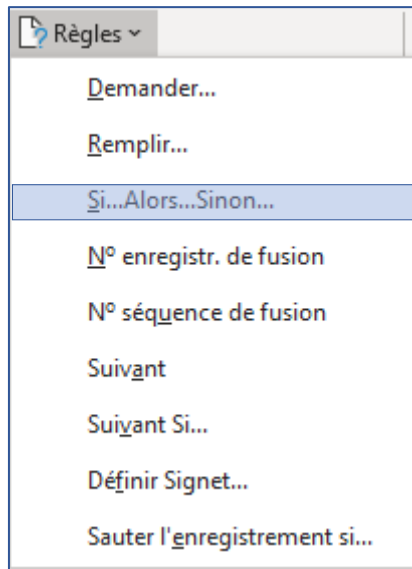 Règles
Demander...
Remplir...
Si...Alors...Sinon...
Nº enregistr. de fusion
Nº séquence de fusion
Suivant
Suivant Si...
Définir Signet...
Sauter l'enregistrement si...